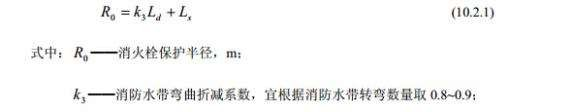 R₀ = k₃L_d + Lₛ (10.2.1)
式中：R₀——消火栓保护半径，m；
k₃——消防水带弯曲折减系数，宜根据消防水带转弯数量取 0.8~0.9；